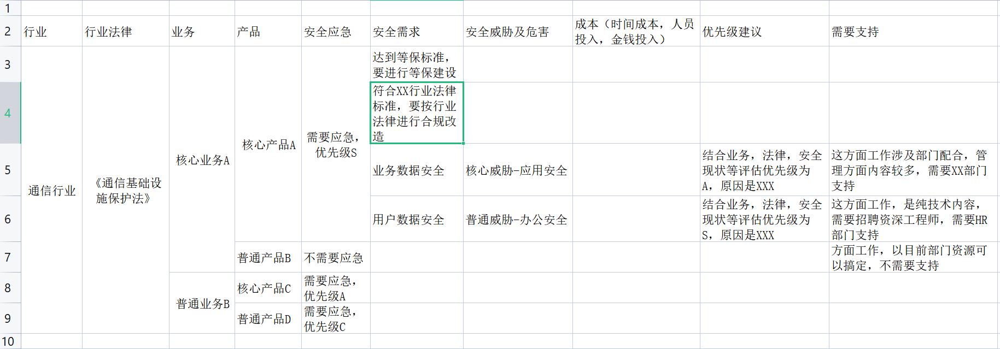 1
2
行业
行业法律
业务
产品
安全应急
安全需求
安全威胁及危害
成本（时间成本，人员
投入，金钱投入）
优先级建议
需要支持
3
达到等保标准，
要进行等保建设
4
符合XX行业法律
标准，要按行业
法律进行合规改
造
通信行业
《通信基础设
施保护法》
核心业务A
核心产品A
需要应急，
优先级S
5
业务数据安全
核心威胁-应用安全
结合业务，法律，安全
现状等评估优先级为
A，原因是XXX
这方面工作涉及部门配合，管
理方面内容较多，需要XX部门
支持
6
用户数据安全
普通威胁-办公安全
结合业务，法律，安全
现状等评估优先级为
S，原因是XXX
这方面工作，是纯技术内容，
需要招聘资深工程师，需要HR
部门支持
7
普通产品B
不需要应急
方面工作，以目前部门资源可
以搞定，不需要支持
8
普通业务B
核心产品C
需要应急，
优先级A
9
普通产品D
需要应急，
优先级C
10